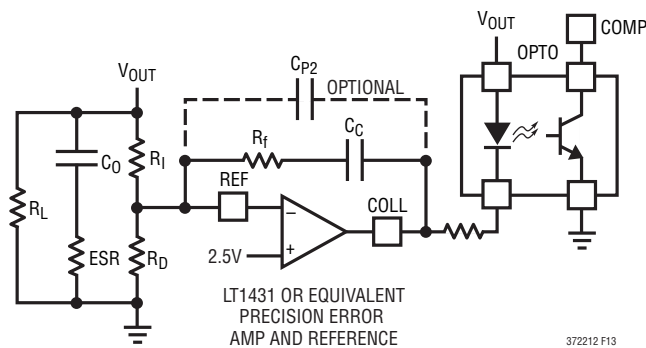 VOUT
COMP
OPTO
VOUT
CP2
OPTIONAL
CO
RI
Rf
CC
REF
COLL
RL
ESR
RD
2.5V
–
+
LT1431 OR EQUIVALENT
PRECISION ERROR
AMP AND REFERENCE
372212 F13